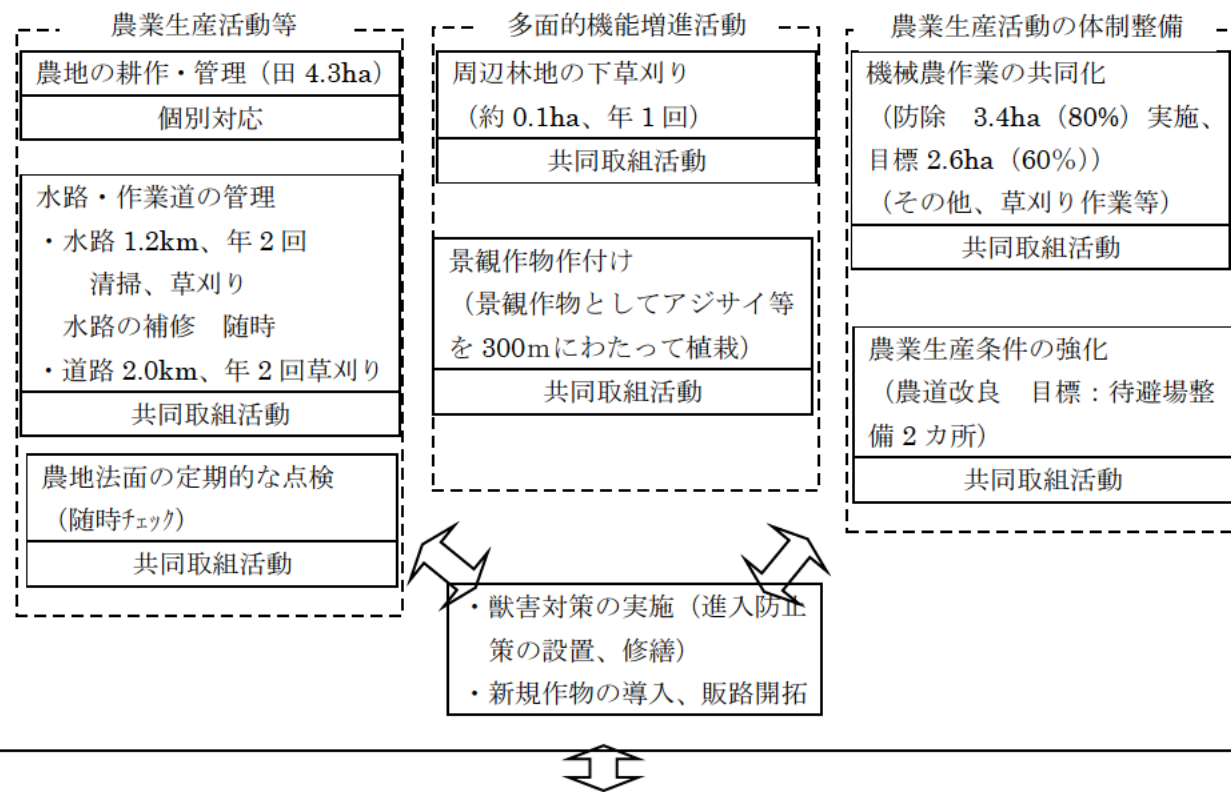 農業生産活動等
農地の耕作・管理（田 4.3ha）
個別対応
水路・作業道の管理
・水路 1.2km、年 2 回
清掃、草刈り
水路の補修　随時
・道路 2.0km、年 2 回草刈り
共同取組活動
農地法面の定期的な点検
（随時ﾁｪｯｸ）
共同取組活動
多面的機能増進活動
周辺林地の下草刈り
（約 0.1ha、年 1 回）
共同取組活動
景観作物作付け
（景観作物としてアジサイ等
を 300ｍにわたって植栽）
共同取組活動
農業生産活動の体制整備
機械農作業の共同化
（防除　3.4ha（80%）実施、
目標 2.6ha（60％））
（その他、草刈り作業等）
共同取組活動
農業生産条件の強化
（農道改良　目標：待避場整
備 2 カ所）
共同取組活動
・獣害対策の実施（進入防止
策の設置、修繕）
・新規作物の導入、販路開拓